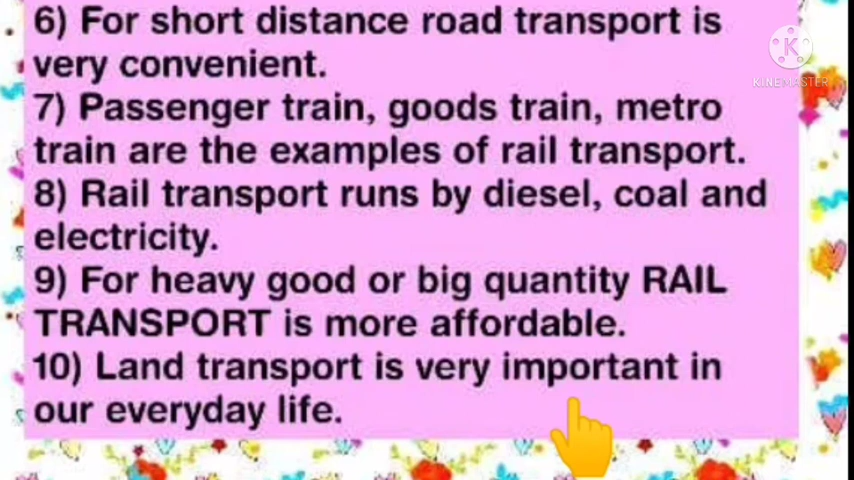 6) For short distance road transport is
very convenient.
7) Passenger train, goods train, metro
train are the examples of rail transport.
8) Rail transport runs by diesel, coal and
electricity.
9) For heavy good or big quantity RAIL
TRANSPORT is more affordable.
10) Land transport is very important in
our everyday life.
K
KINEMASTER